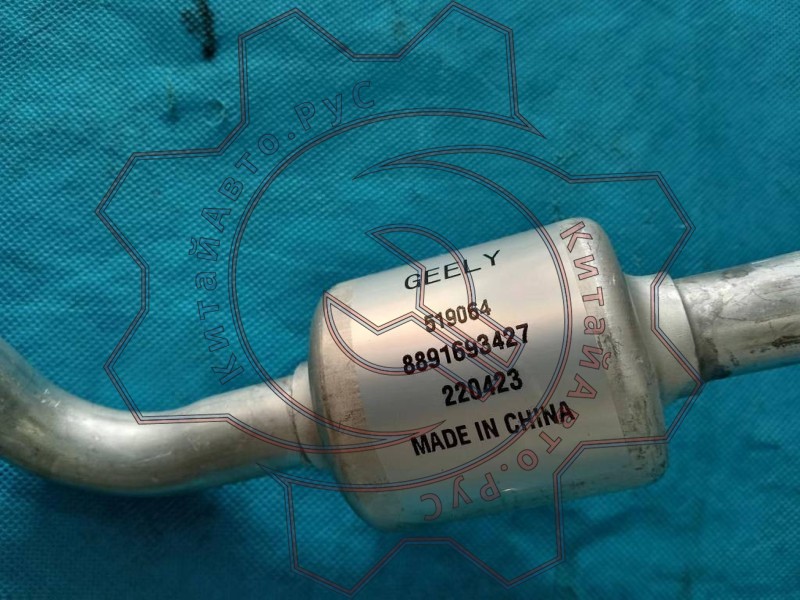 GEELY
519064
8891693427
220423
MADE IN CHINA
КитайАвто.РуС
КитайАвто.РуС